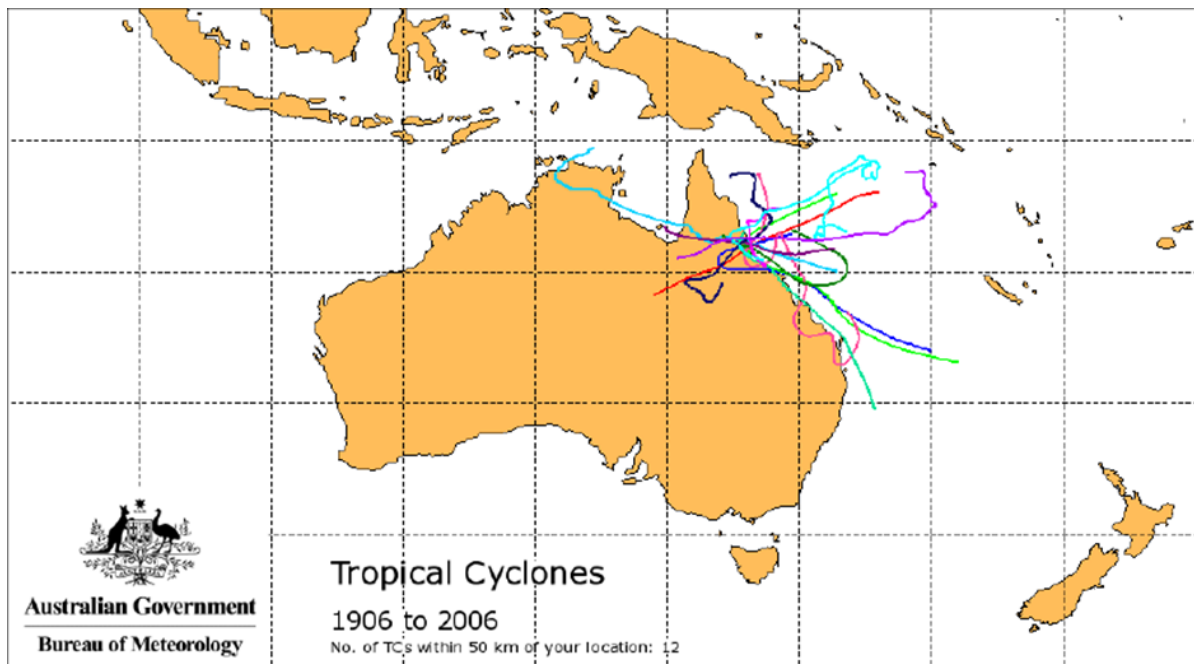 Tropical Cyclones
1906 to 2006
No. of TCs within 50 km of your location: 12
Australian Government
Bureau of Meteorology